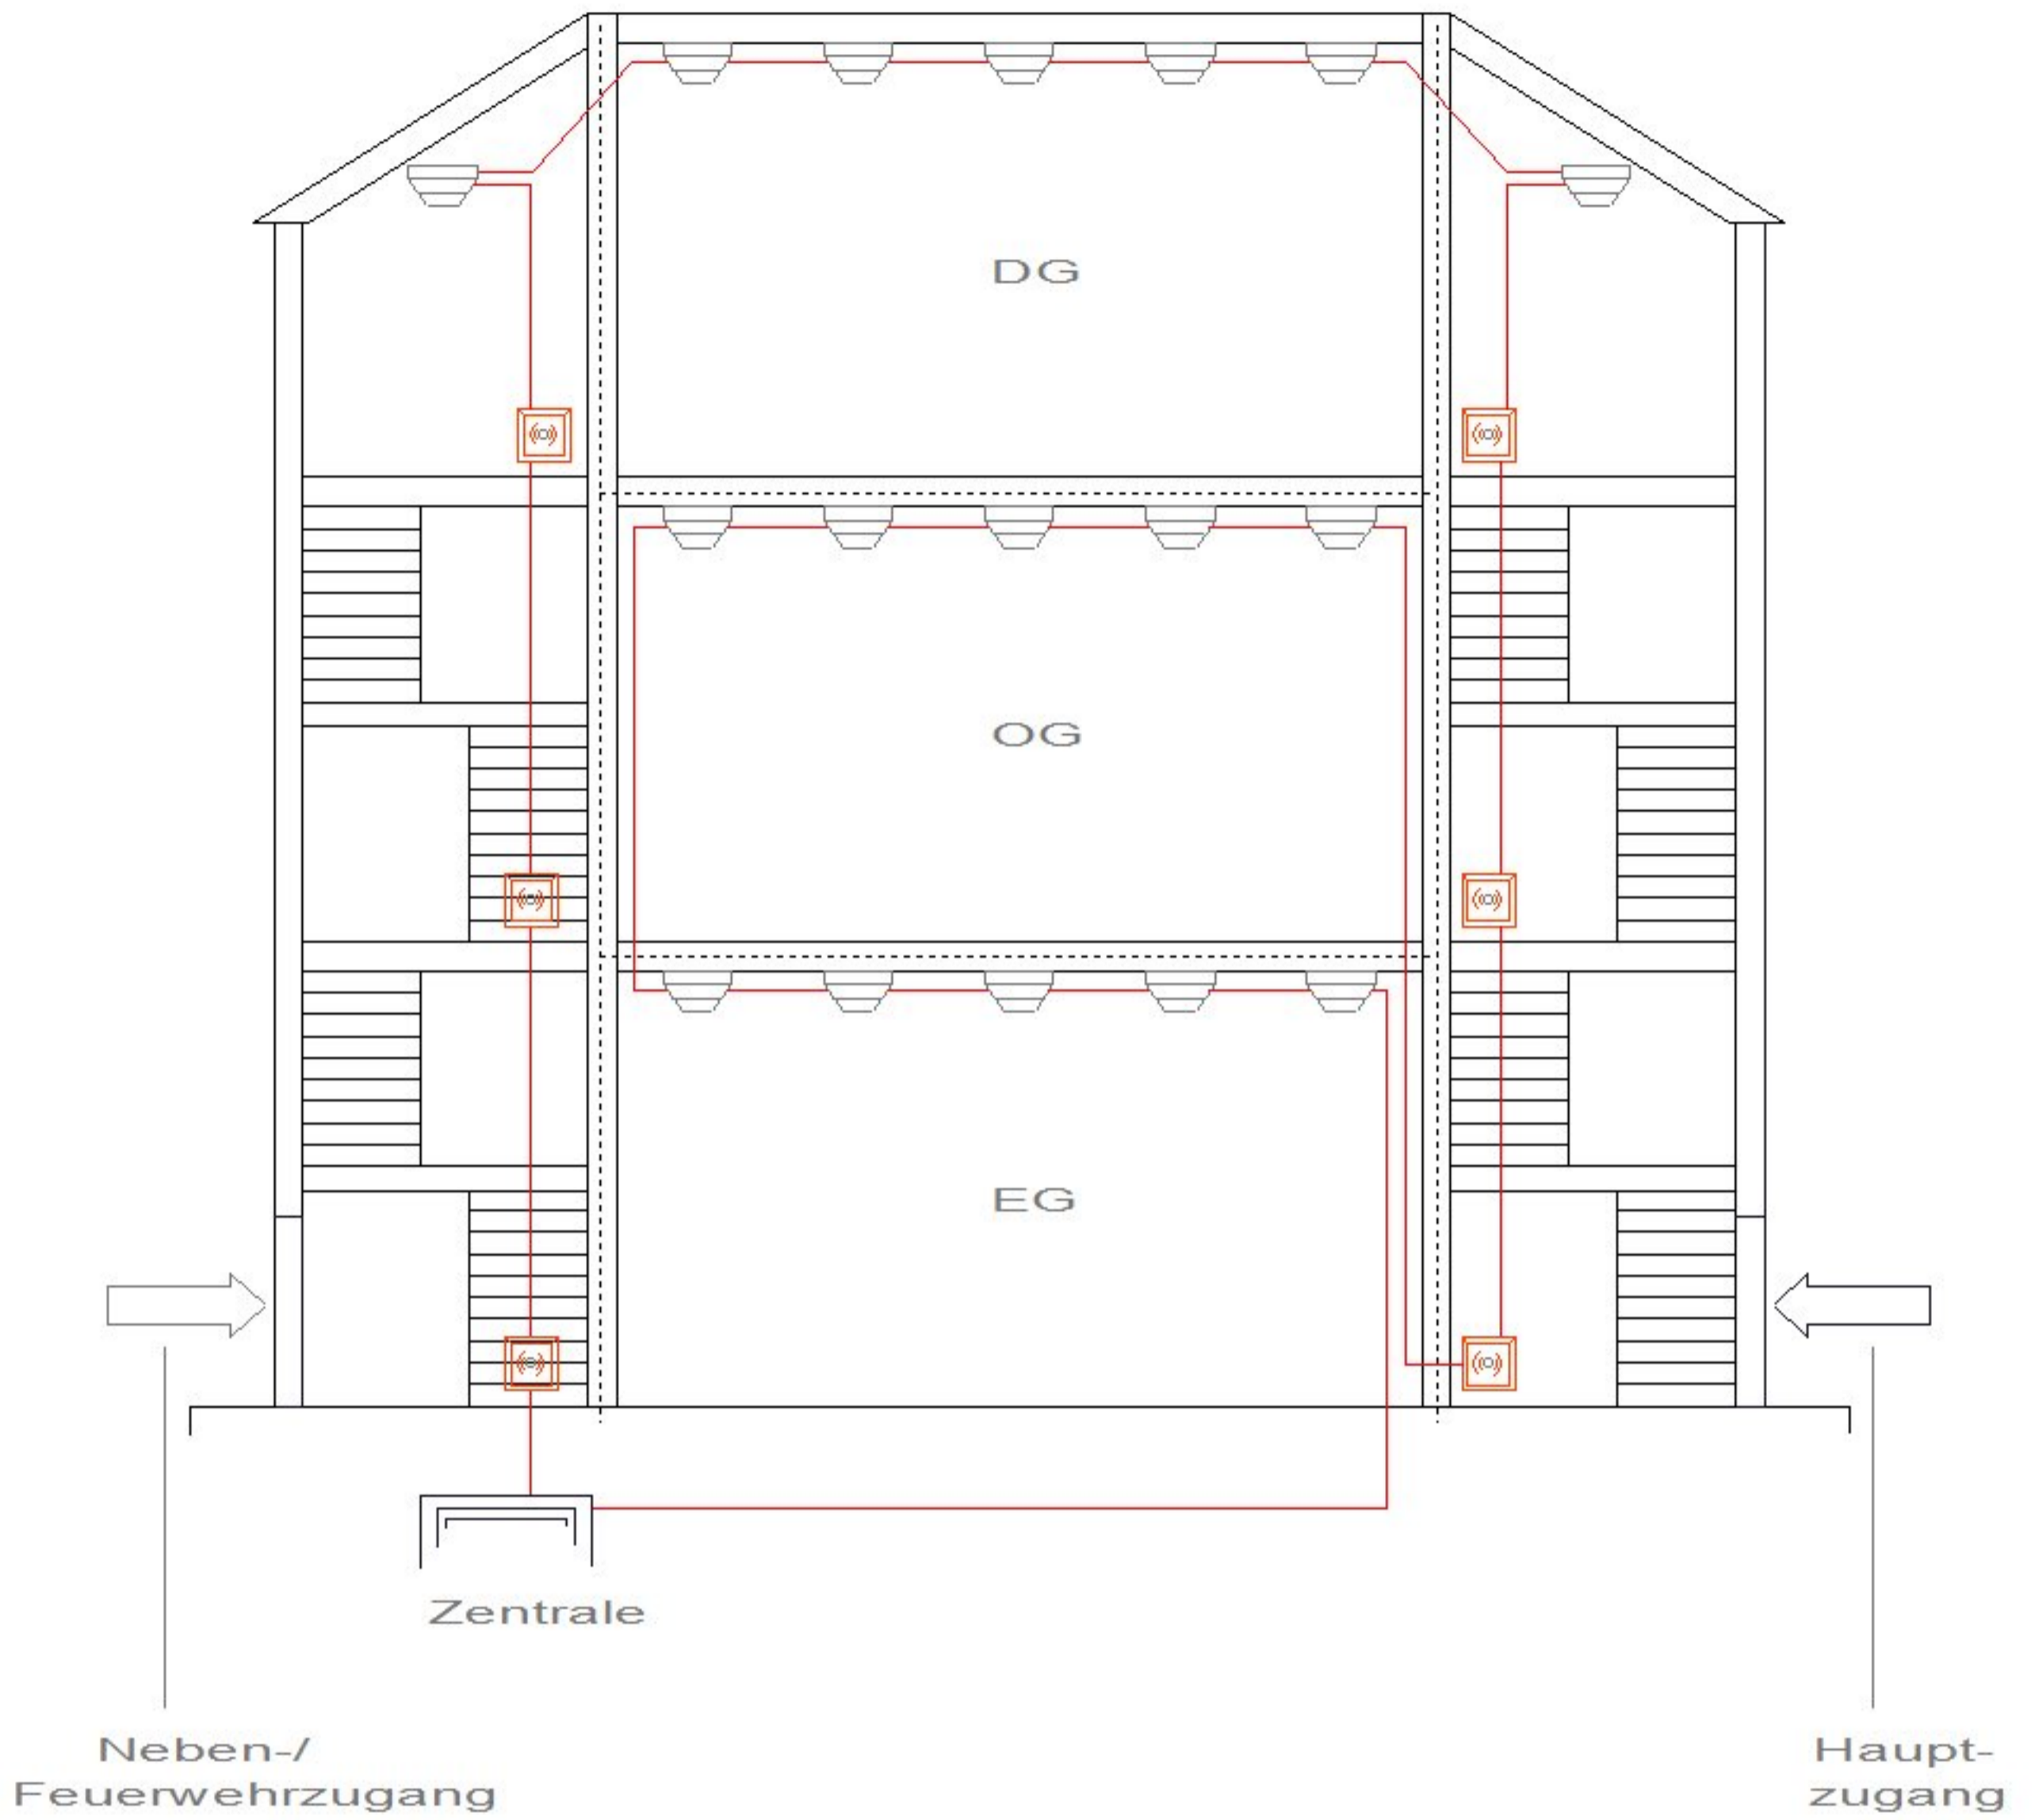 DG
OG
EG
Zentrale
Neben-/
Feuerwehrzugang
Haupt-
zugang